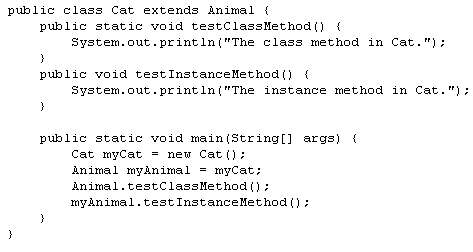 public class Cat extends Animal {
    public static void testClassMethod() {
        System.out.println("The class method in Cat.");
    }
    public void testInstanceMethod() {
        System.out.println("The instance method in Cat.");
    }

    public static void main(String[] args) {
        Cat myCat = new Cat();
        Animal myAnimal = myCat;
        Animal.testClassMethod();
        myAnimal.testInstanceMethod();
    }
}